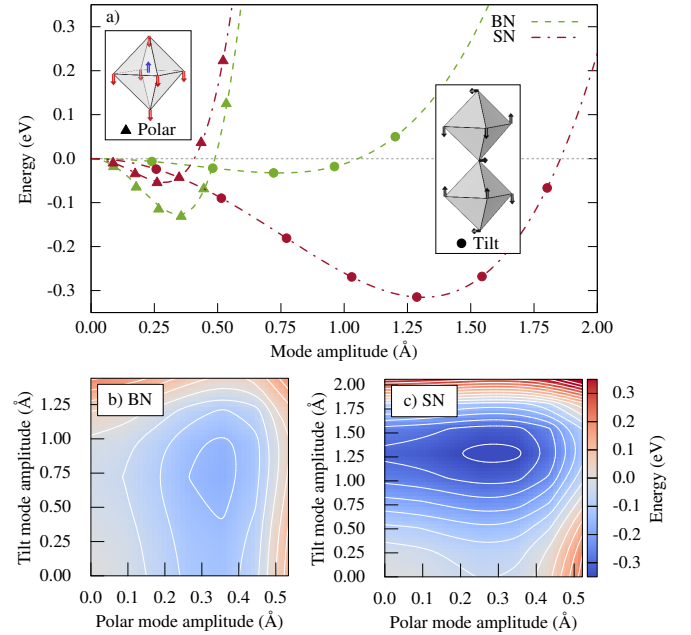 a)
BN
SN
Polar
Tilt
Energy (eV)
0.3
0.2
0.1
0.0
-0.1
-0.2
-0.3
0.00 0.25 0.50 0.75 1.00 1.25 1.50 1.75 2.00
Mode amplitude (Å)
b) BN
Tilt mode amplitude (Å)
1.25
1.00
0.75
0.50
0.25
0.00
0.0 0.1 0.2 0.3 0.4 0.5
Polar mode amplitude (Å)
c) SN
Tilt mode amplitude (Å)
2.00
1.75
1.50
1.25
1.00
0.75
0.50
0.25
0.00
0.0 0.1 0.2 0.3 0.4 0.5
Polar mode amplitude (Å)
0.3
0.2
0.1
0.0
-0.1
-0.2
-0.3
Energy (eV)